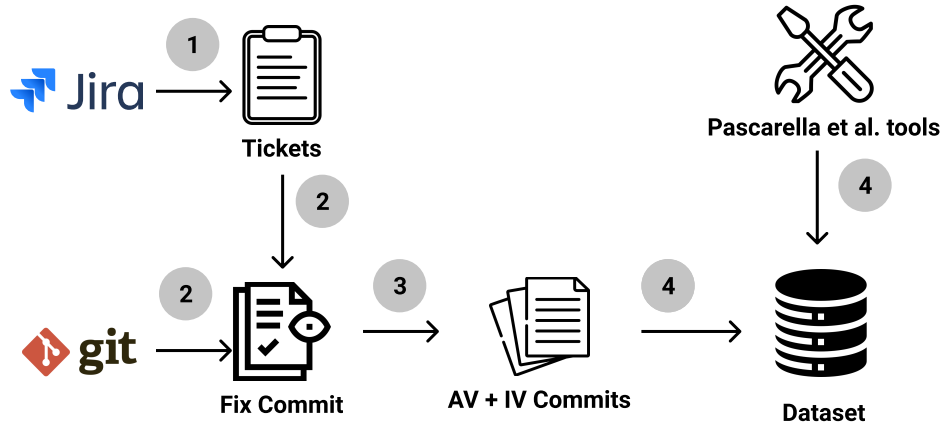 1
Jira
Tickets
Pascarella et al. tools
2
4
2
3
4
git
Fix Commit
AV + IV Commits
Dataset